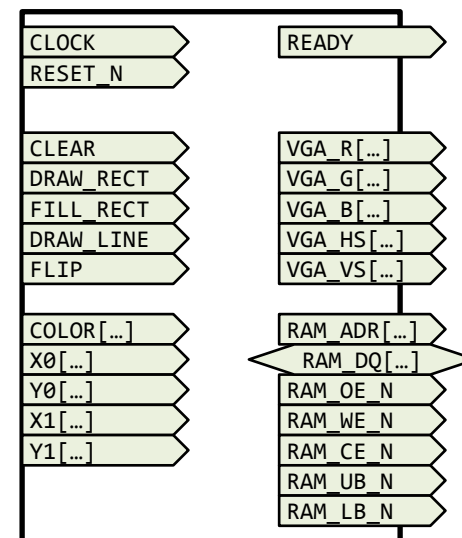 CLOCK
RESET_N
CLEAR
DRAW_RECT
FILL_RECT
DRAW_LINE
FLIP
COLOR[…]
X0[…]
Y0[…]
X1[…]
Y1[…]
READY
VGA_R[…]
VGA_G[…]
VGA_B[…]
VGA_HS[…]
VGA_VS[…]
RAM_ADR[…]
RAM_DQ[…]
RAM_OE_N
RAM_WE_N
RAM_CE_N
RAM_UB_N
RAM_LB_N